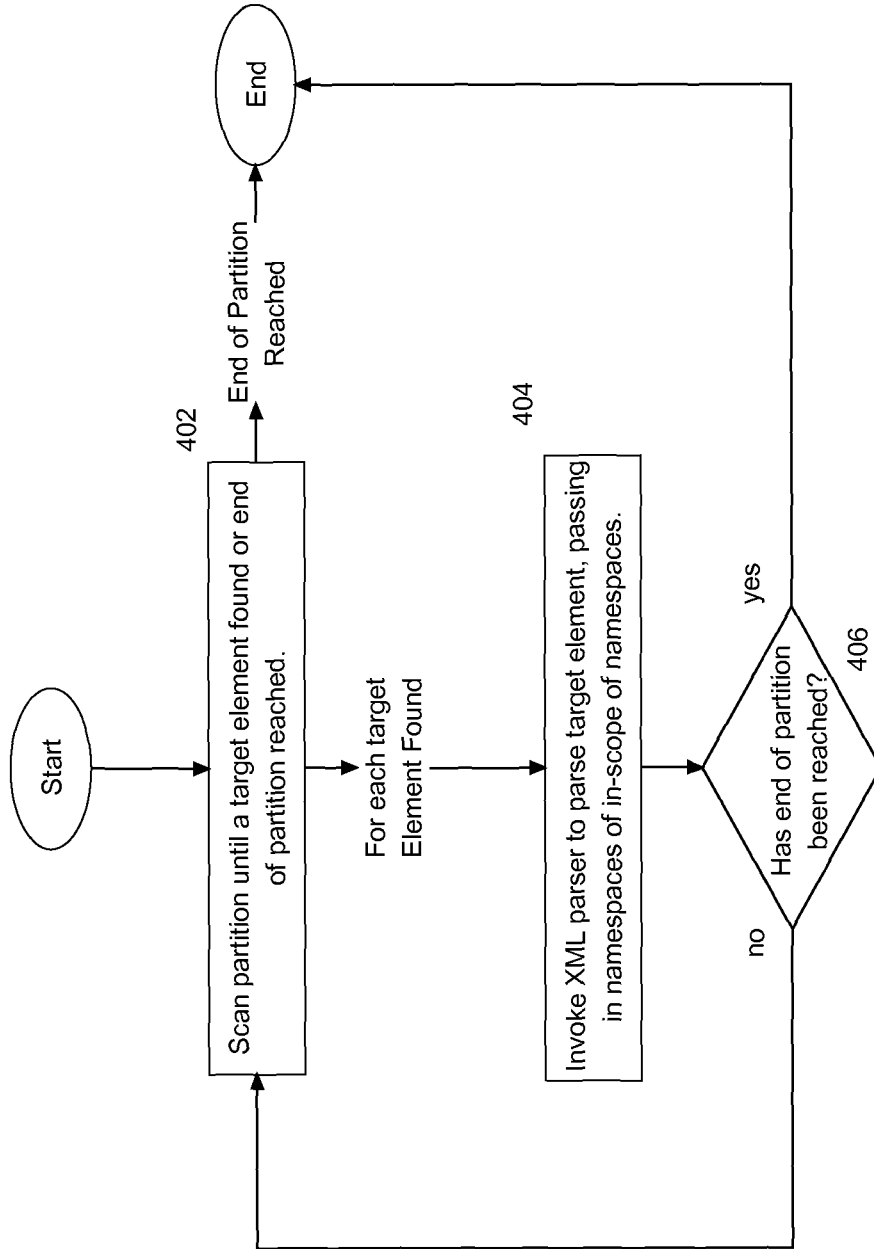 Start
402
Scan partition until a target element found or end
of partition reached.
End of Partition
Reached
End
For each target
Element Found
404
Invoke XML parser to parse target element, passing
in namespaces of in-scope of namespaces.
Has end of partition
been reached?
406
no
yes